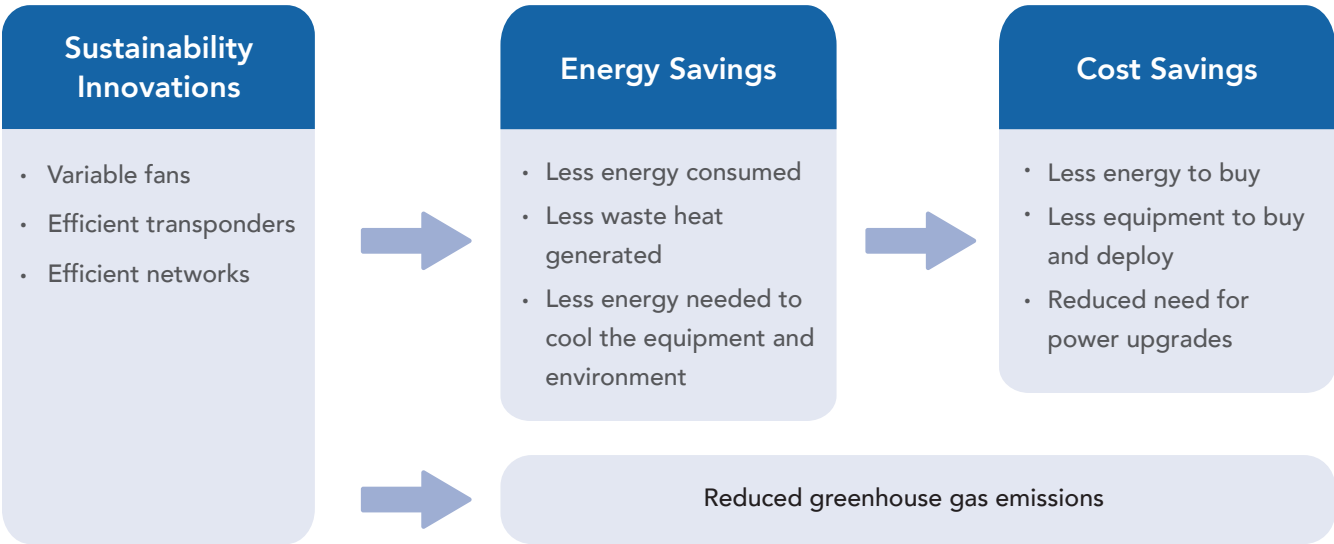 Sustainability
Innovations
• Variable fans
• Efficient transponders
• Efficient networks
Energy Savings
• Less energy consumed
• Less waste heat
generated
• Less energy needed to
cool the equipment and
environment
Cost Savings
• Less energy to buy
• Less equipment to buy
and deploy
• Reduced need for
power upgrades
Reduced greenhouse gas emissions